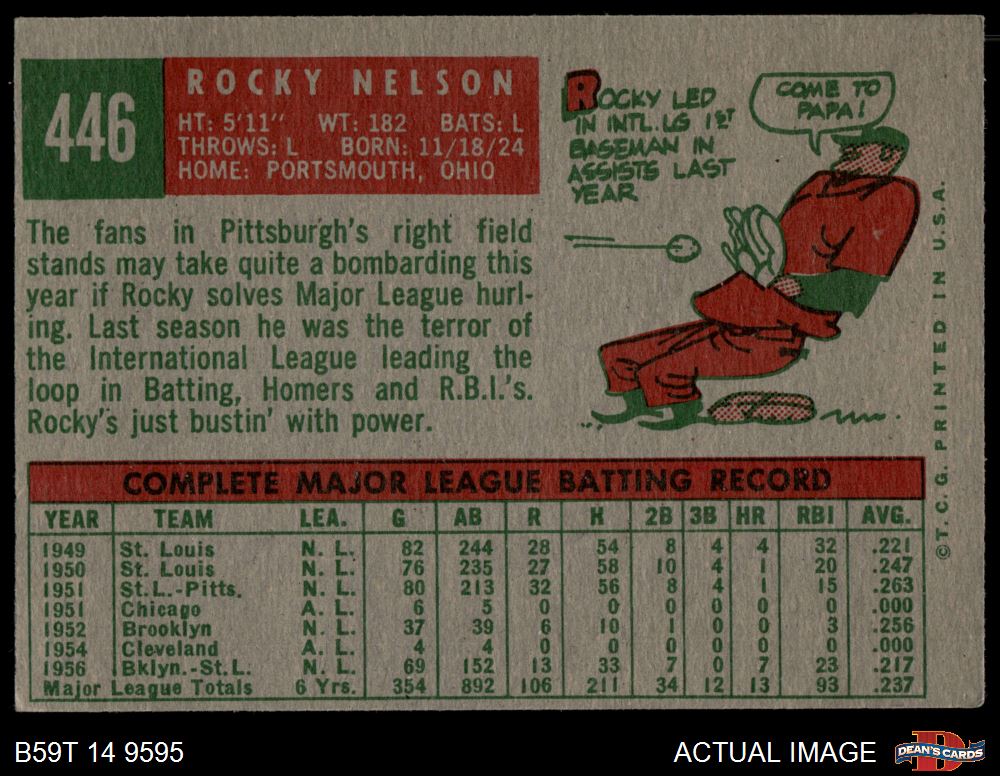 446
ROCKY NELSON
HT: 5'11" WT: 182 BATS: L
THROWS: L BORN: 11/18/24
HOME: PORTSMOUTH, OHIO
The fans in Pittsburgh's right field
stands may take quite a bombarding this
year if Rocky solves Major League hurl-
ing. Last season he was the terror of
the International League leading the
loop in Batting, Homers and R.B.I.'s.
Rocky's just bustin' with power.
ROCKY LED
IN INTL. LG 1ST
BASEMAN IN
ASSISTS LAST
YEAR
COME TO
PAPA!
COMPLETE MAJOR LEAGUE BATTING RECORD
YEAR TEAM LEA. G AB R H 2B 3B HR RBI AVG.
1949 St. Louis N. L. 82 244 28 54 8 4 4 32 .221
1950 St. Louis N. L. 76 235 27 58 10 4 1 20 .247
1951 St.L.-Pitts. N. L. 80 213 32 56 8 4 1 15 .263
1951 Chicago A. L. 6 5 0 0 0 0 0 0 .000
1952 Brooklyn N. L. 37 39 6 10 1 0 0 3 .256
1954 Cleveland A. L. 4 4 0 0 0 0 0 0 .000
1956 Bklyn.-St.L. N. L. 69 152 13 33 7 0 7 23 .217
Major League Totals 6 Yrs. 354 892 106 211 34 12 13 93 .237
©T. C. G. PRINTED IN U.S.A.
B59T 14 9595
ACTUAL IMAGE
D
DEAN'S CARDS